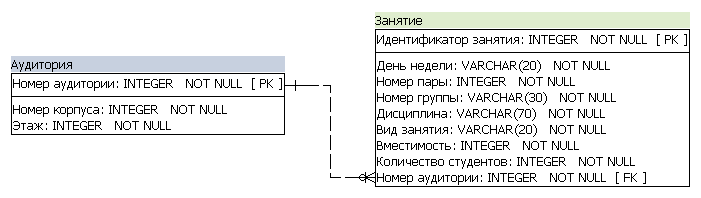 Занятие
Идентификатор занятия: INTEGER NOT NULL [ PK ]
День недели: VARCHAR(20) NOT NULL
Номер пары: INTEGER NOT NULL
Номер группы: VARCHAR(30) NOT NULL
Дисциплина: VARCHAR(70) NOT NULL
Вид занятия: VARCHAR(20) NOT NULL
Вместимость: INTEGER NOT NULL
Количество студентов: INTEGER NOT NULL
Номер аудитории: INTEGER NOT NULL [ FK ]
Аудитория
Номер аудитории: INTEGER NOT NULL [ PK ]
Номер корпуса: INTEGER NOT NULL
Этаж: INTEGER NOT NULL